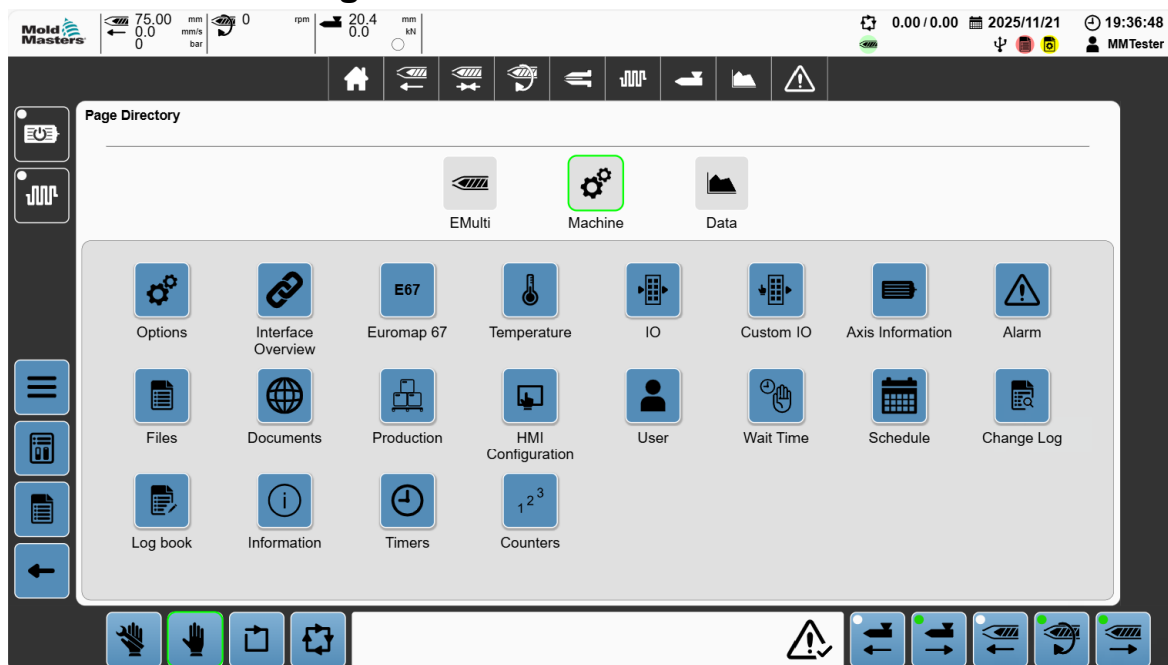 Mold
Masters
75.00 mm
0.0 mm/s
0 bar
0 rpm
20.4 mm
0.0 kN
0.00 / 0.00
2025/11/21
19:36:48
MMTester
Page Directory
EMulti
Machine
Data
E67
Options
Interface
Overview
Euromap 67
Temperature
IO
Custom IO
Axis Information
Alarm
Files
Documents
Production
HMI
Configuration
User
Wait Time
Schedule
Change Log
1 2 3
Log book
Information
Timers
Counters